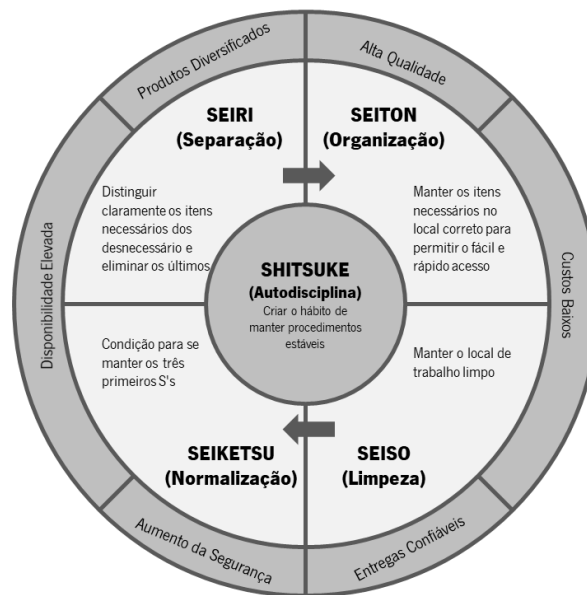 Produtos Diversificados
Alta Qualidade
SEIRI
(Separação)
SEITON
(Organização)
Distinguir
claramente os itens
necessários dos
desnecessário e
eliminar os últimos
Manter os itens
necessários no
local correto para
permitir o fácil e
rápido acesso
Disponibilidade Elevada
SHITSUKE
(Autodisciplina)
Criar o hábito de
manter procedimentos
estáveis
Custos Baixos
Condição para se
manter os três
primeiros S's
Manter o local de
trabalho limpo
SEIKETSU
(Normalização)
SEISO
(Limpeza)
Aumento da Segurança
Entregas Confiáveis